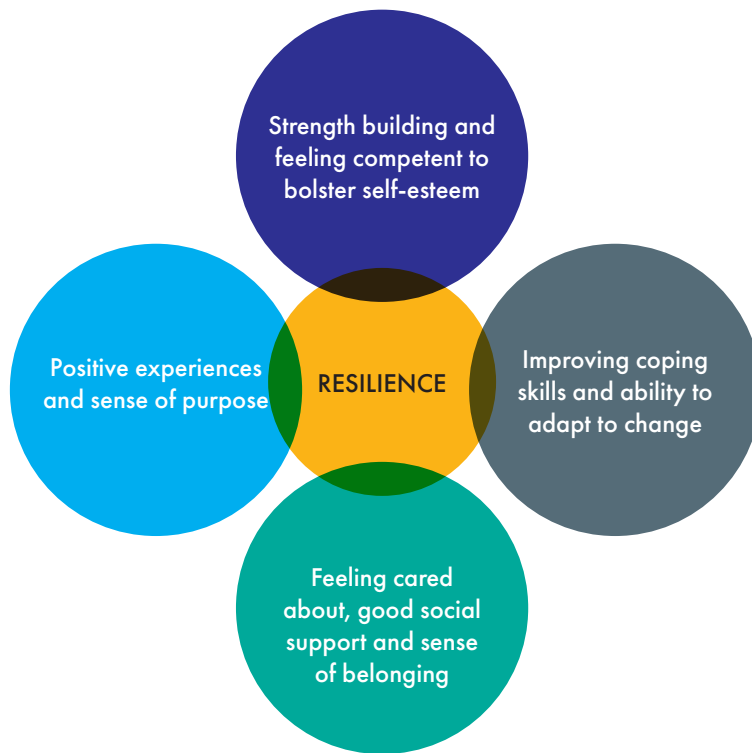 Strength building and
feeling competent to
bolster self-esteem
Positive experiences
and sense of purpose
RESILIENCE
Improving coping
skills and ability to
adapt to change
Feeling cared
about, good social
support and sense
of belonging